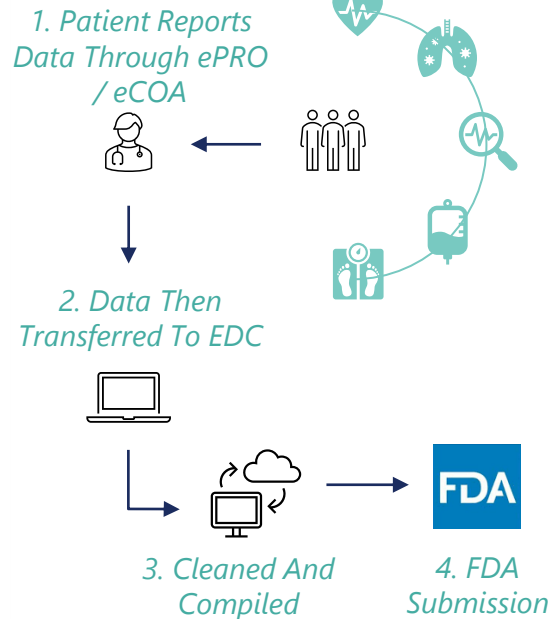 1. Patient Reports
Data Through ePRO
/ eCOA
2. Data Then
Transferred To EDC
FDA
3. Cleaned And
Compiled
4. FDA
Submission